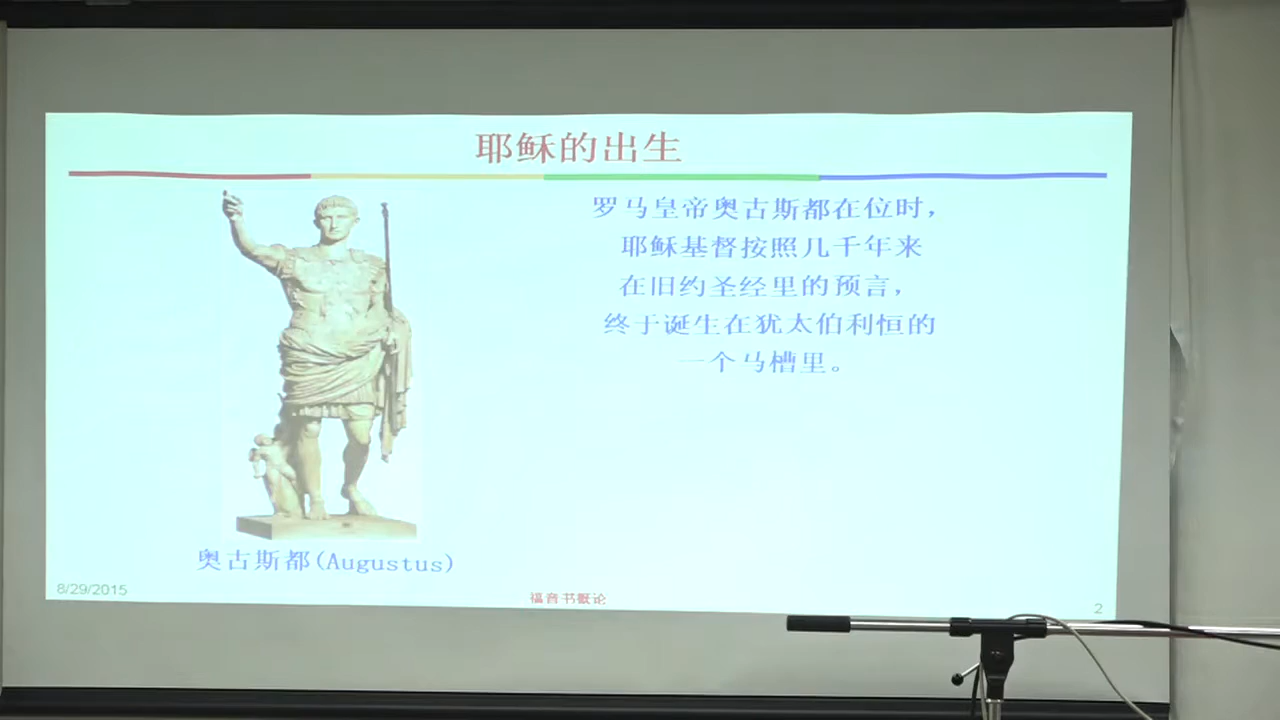 耶稣的出生
罗马皇帝奥古斯都在位时，
耶稣基督按照几千年来
在旧约圣经里的预言，
终于诞生在犹太伯利恒的
一个马槽里。
奥古斯都(Augustus)
8/29/2015
福音书概论
2